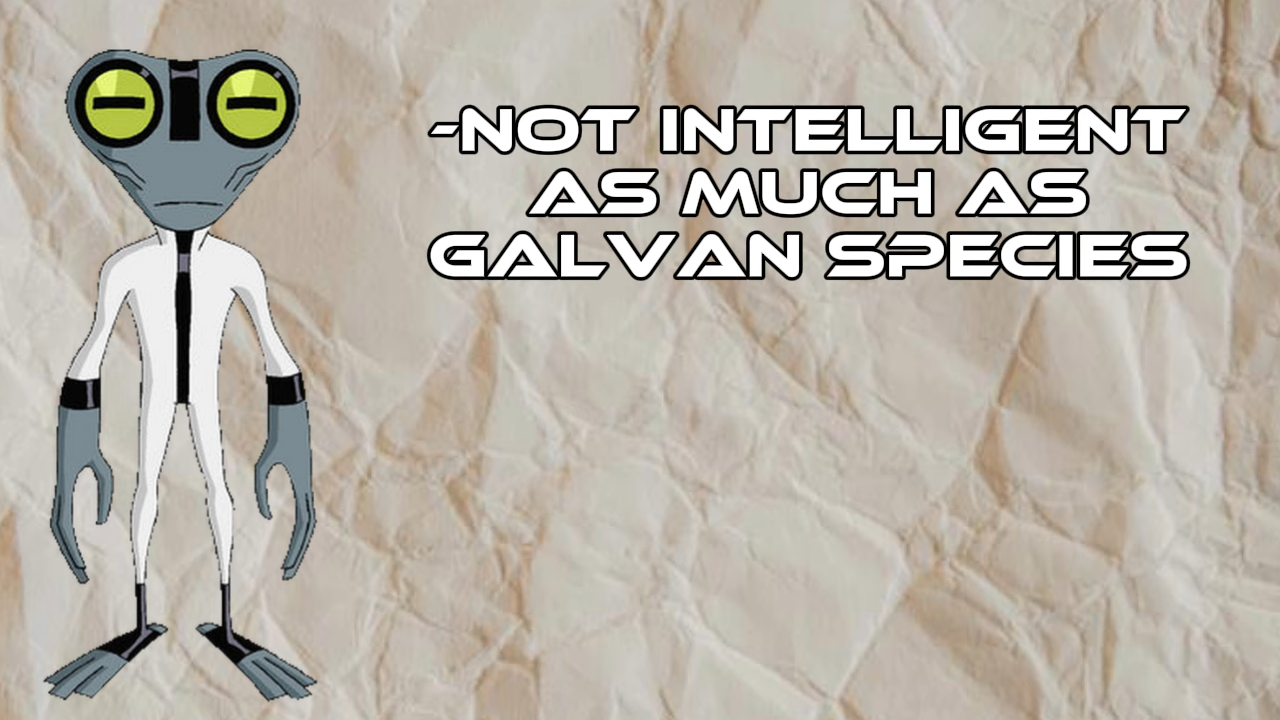 -NOT INTELLIGENT
AS MUCH AS
GALVAN SPECIES